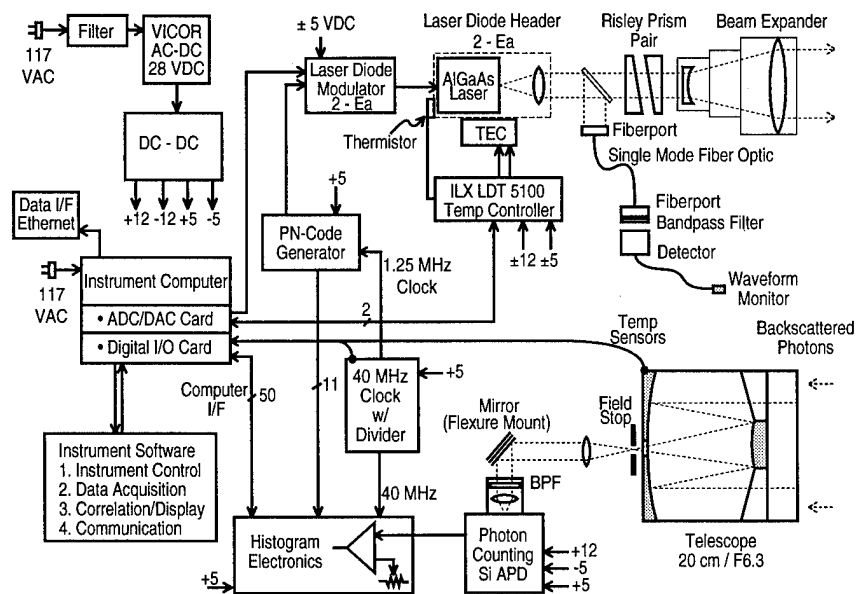 ± 5 VDC
Laser Diode Header
2 - Ea
Risley Prism
Pair
Beam Expander
117
VAC
Filter
VICOR
AC-DC
28 VDC
Laser Diode
Modulator
2 - Ea
AlGaAs
Laser
Thermistor
TEC
Fiberport
Single Mode Fiber Optic
DC - DC
+12 -12 +5 -5
ILX LDT 5100
Temp Controller
±12 ±5
Fiberport
Bandpass Filter
Detector
Waveform
Monitor
Data I/F
Ethernet
+5
PN-Code
Generator
1.25 MHz
Clock
117
VAC
Instrument Computer
• ADC/DAC Card
• Digital I/O Card
2
Temp
Sensors
Backscattered
Photons
Computer
I/F
50
11
40 MHz
Clock
w/
Divider
+5
Mirror
(Flexure Mount)
Field
Stop
Instrument Software
1. Instrument Control
2. Data Acquisition
3. Correlation/Display
4. Communication
40 MHz
BPF
Histogram
Electronics
+5
Photon
Counting
Si APD
+12
-5
+5
Telescope
20 cm / F6.3